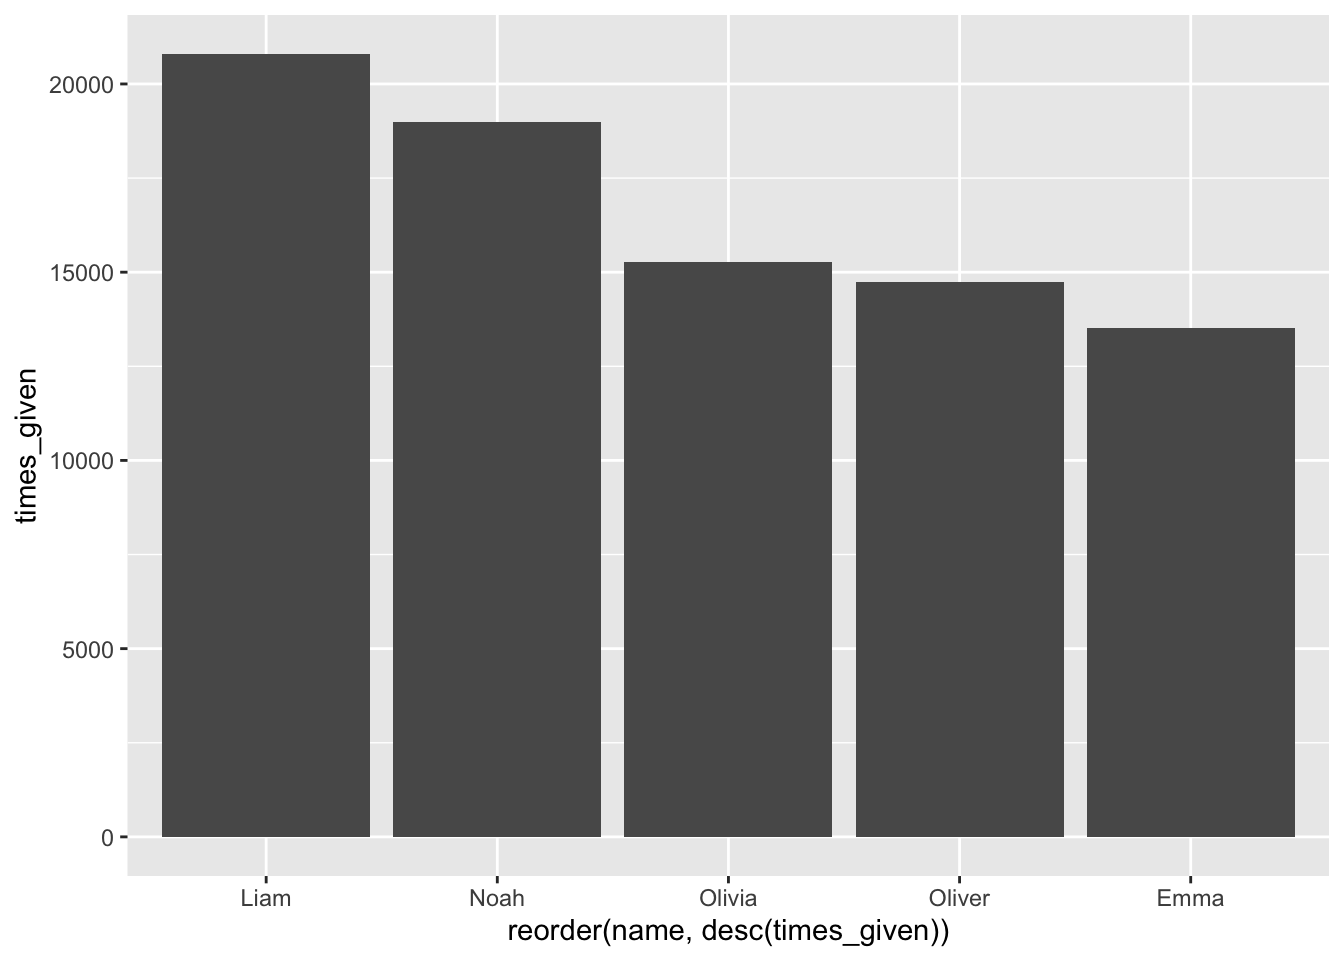 20000
15000
10000
5000
0
times_given
Liam Noah Olivia Oliver Emma
reorder(name, desc(times_given))